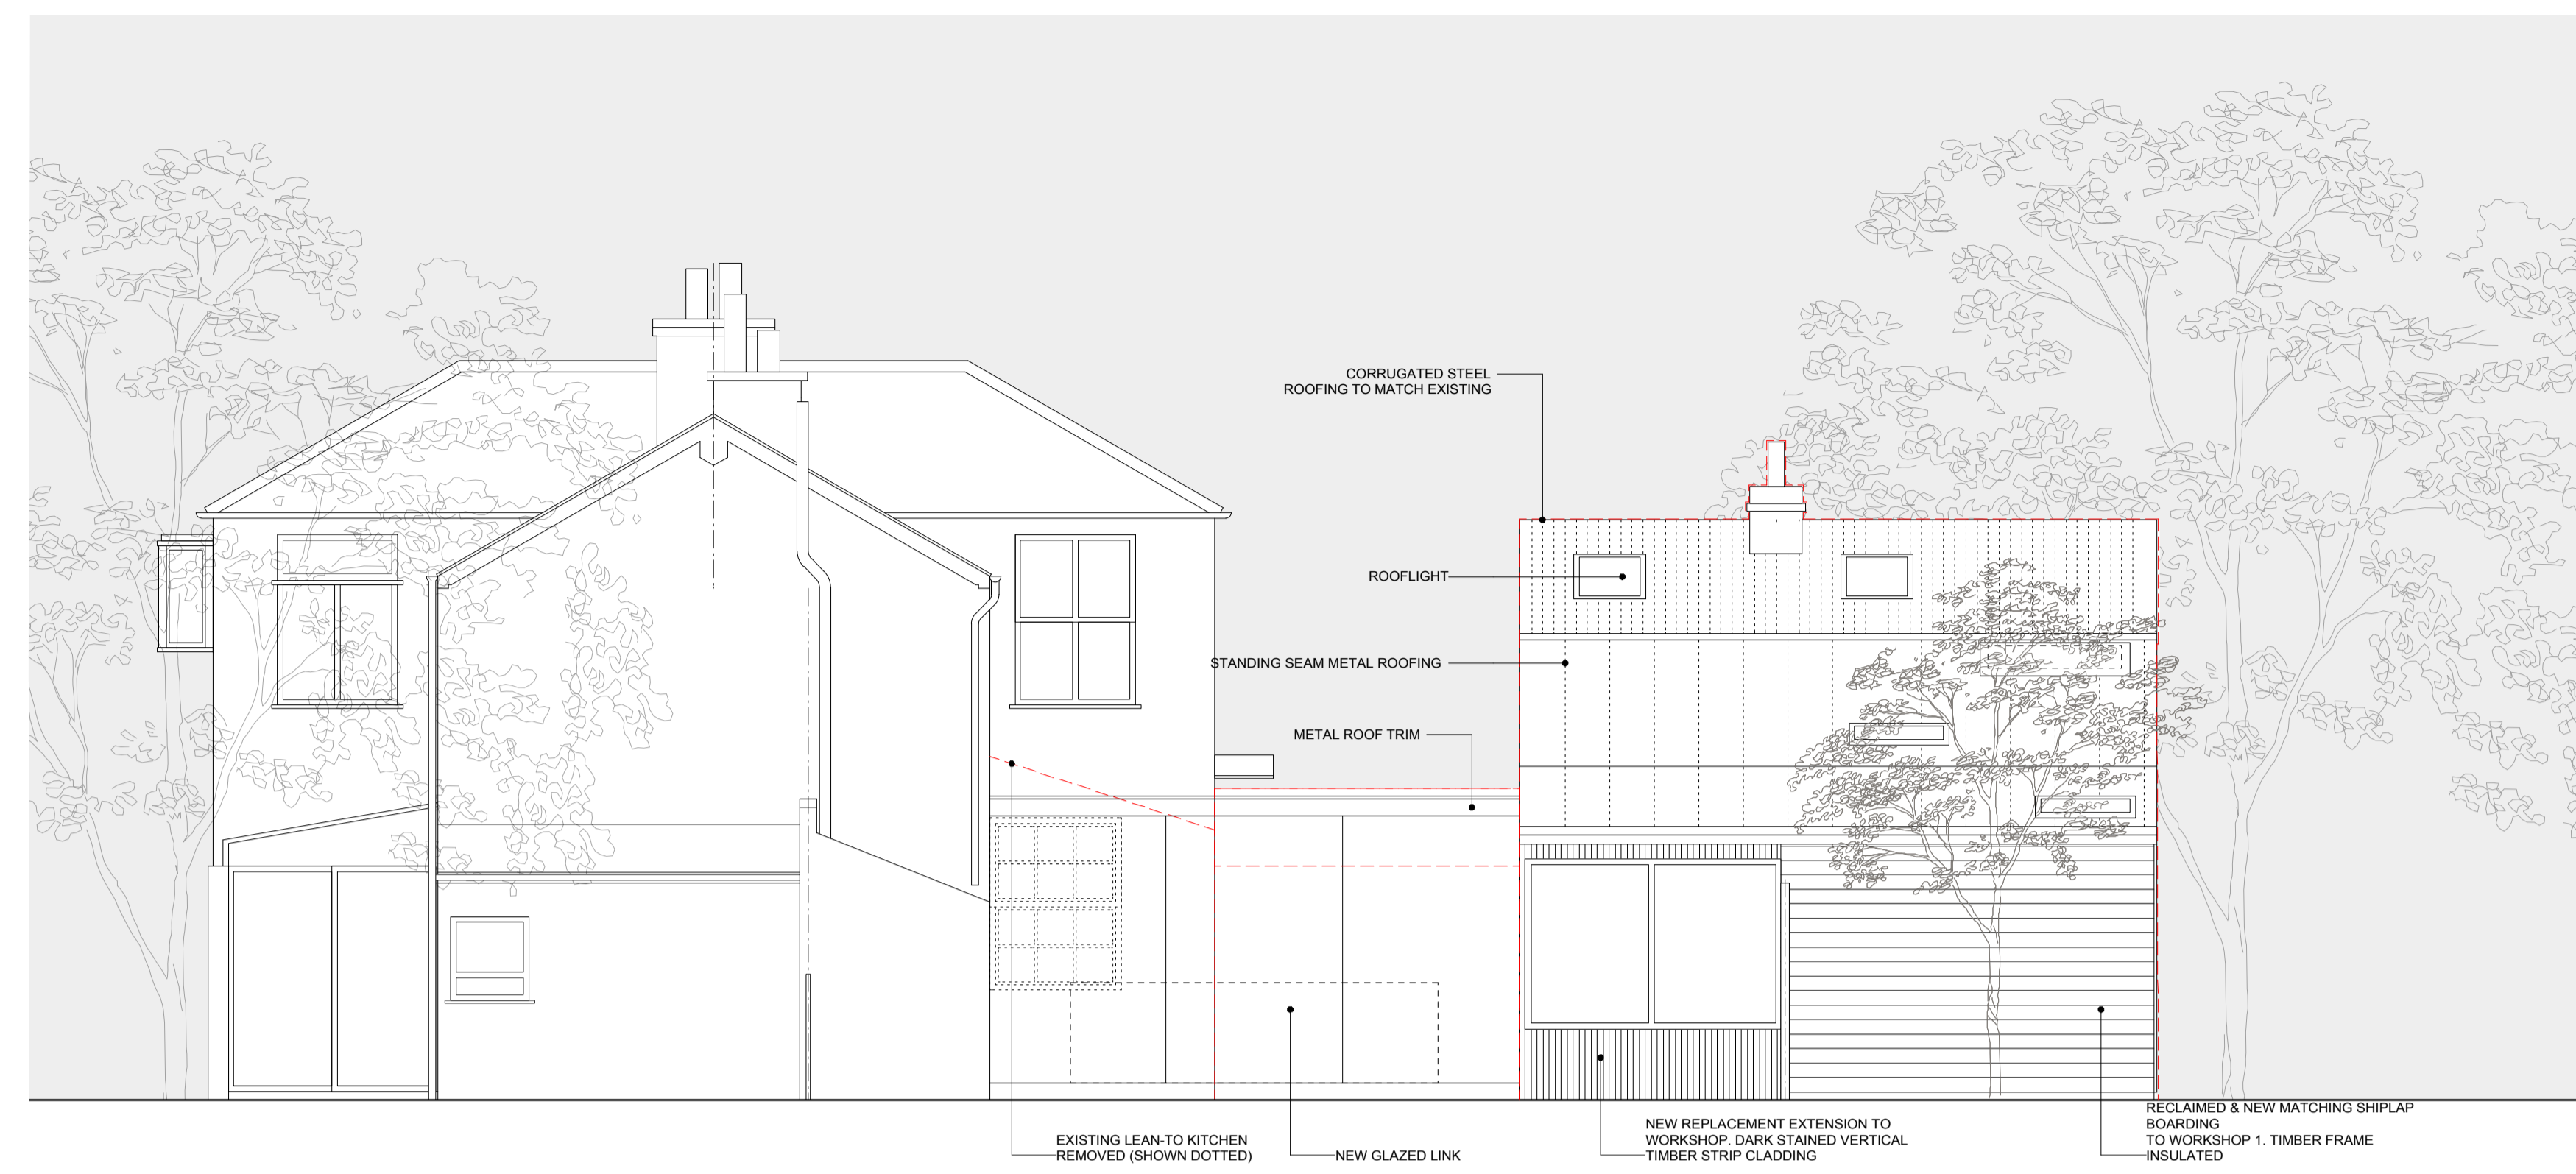 CORRUGATED STEEL
ROOFING TO MATCH EXISTING
ROOFLIGHT
STANDING SEAM METAL ROOFING
METAL ROOF TRIM
EXISTING LEAN-TO KITCHEN
REMOVED (SHOWN DOTTED)
NEW GLAZED LINK
NEW REPLACEMENT EXTENSION TO
WORKSHOP. DARK STAINED VERTICAL
TIMBER STRIP CLADDING
RECLAIMED & NEW MATCHING SHIPLAP
BOARDING
TO WORKSHOP 1. TIMBER FRAME
INSULATED